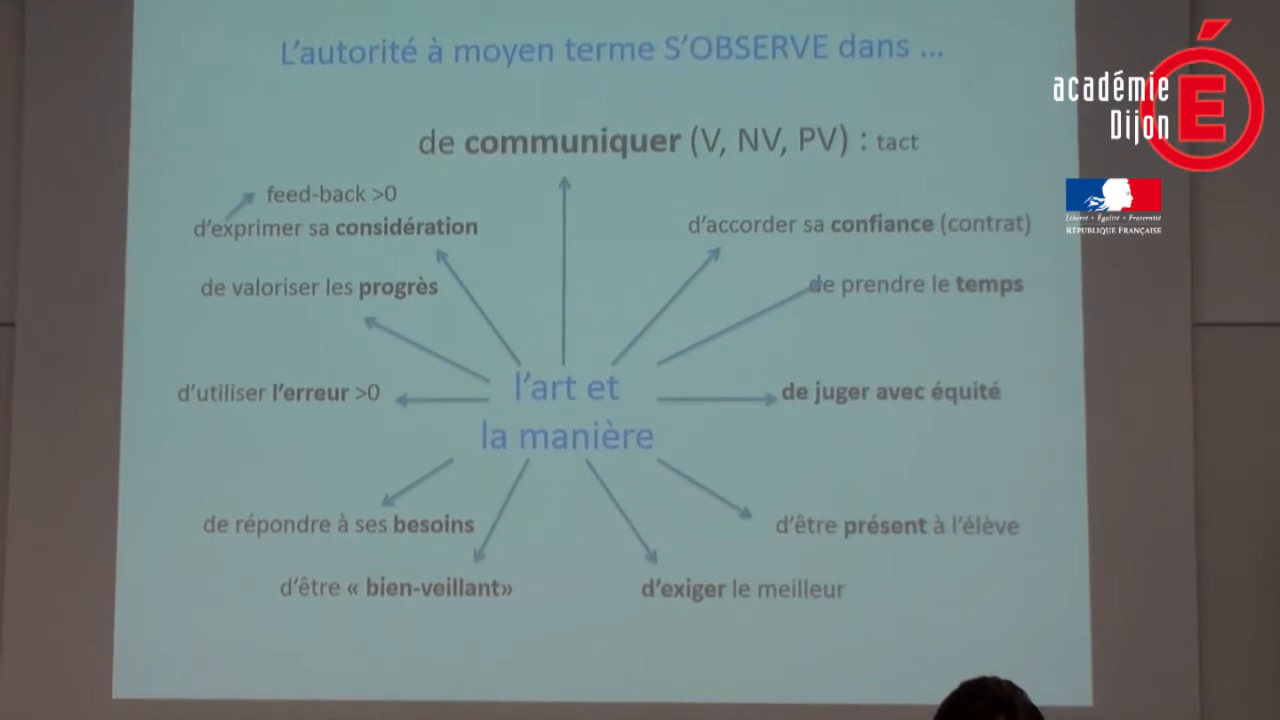 L'autorité à moyen terme S'OBSERVE dans ...
académie
Dijon
É
de communiquer (V, NV, PV) : tact
feed-back >0
d'exprimer sa considération
d'accorder sa confiance (contrat)
Liberté • Égalité • Fraternité
RÉPUBLIQUE FRANÇAISE
de valoriser les progrès
de prendre le temps
d'utiliser l'erreur >0
l'art et
la manière
de juger avec équité
de répondre à ses besoins
d'être présent à l'élève
d'être « bien-veillant»
d'exiger le meilleur